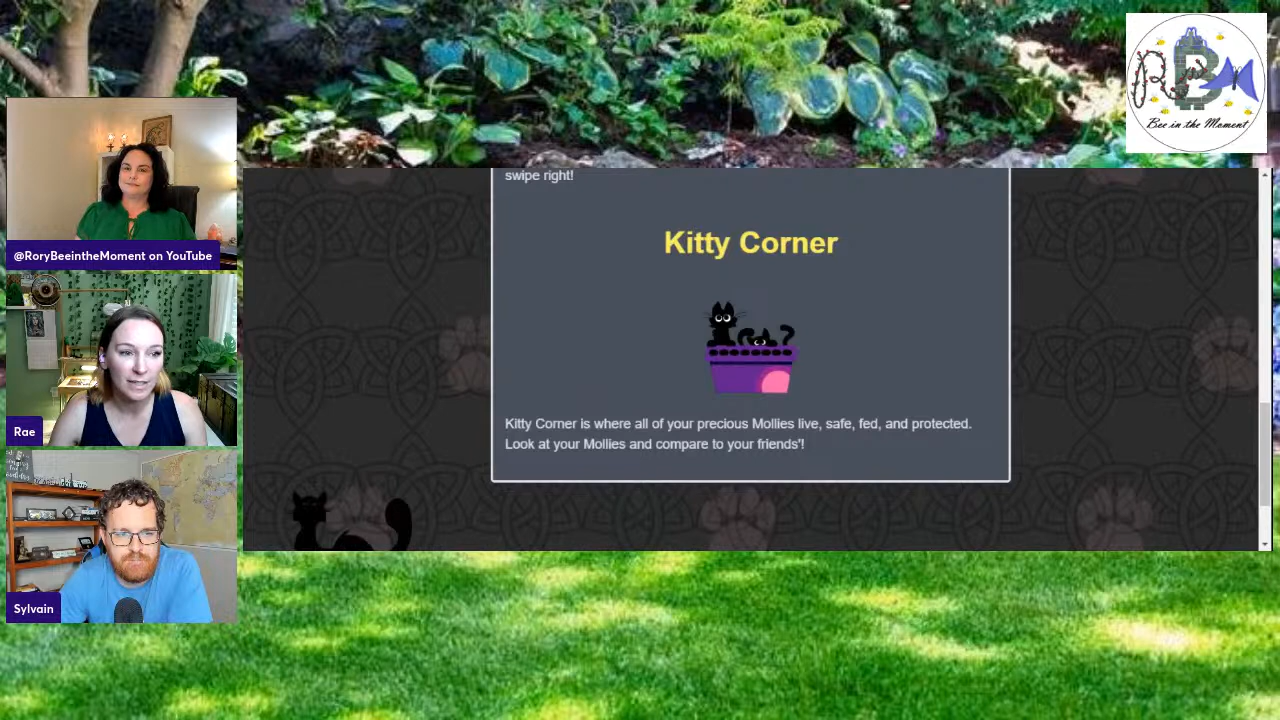 Bee in the Moment
swipe right!
Kitty Corner
@RoryBeeintheMoment on YouTube
Kitty Corner is where all of your precious Mollies live, safe, fed, and protected.
Look at your Mollies and compare to your friends'!
Rae
Sylvain